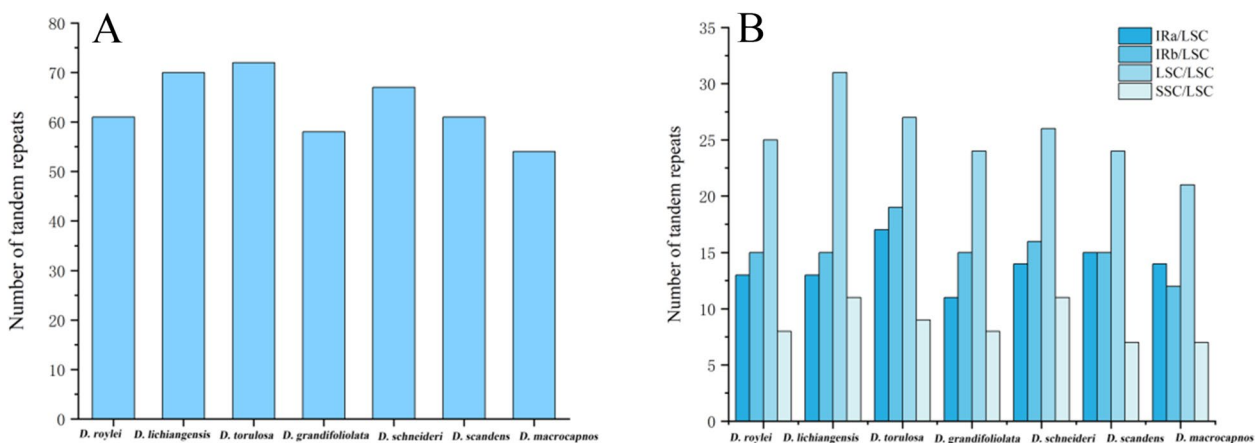 A
Number of tandem repeats
80
70
60
50
40
30
20
10
0
D. roylei D. lichiangensis D. torulosa D. grandifoliolata D. schneideri D. scandens D. macrocapnos
B
IRa/LSC
IRb/LSC
LSC/LSC
SSC/LSC
Number of tandem repeats
35
30
25
20
15
10
5
0
D. roylei D. lichiangensis D. torulosa D. grandifoliolata D. schneideri D. scandens D. macrocapnos